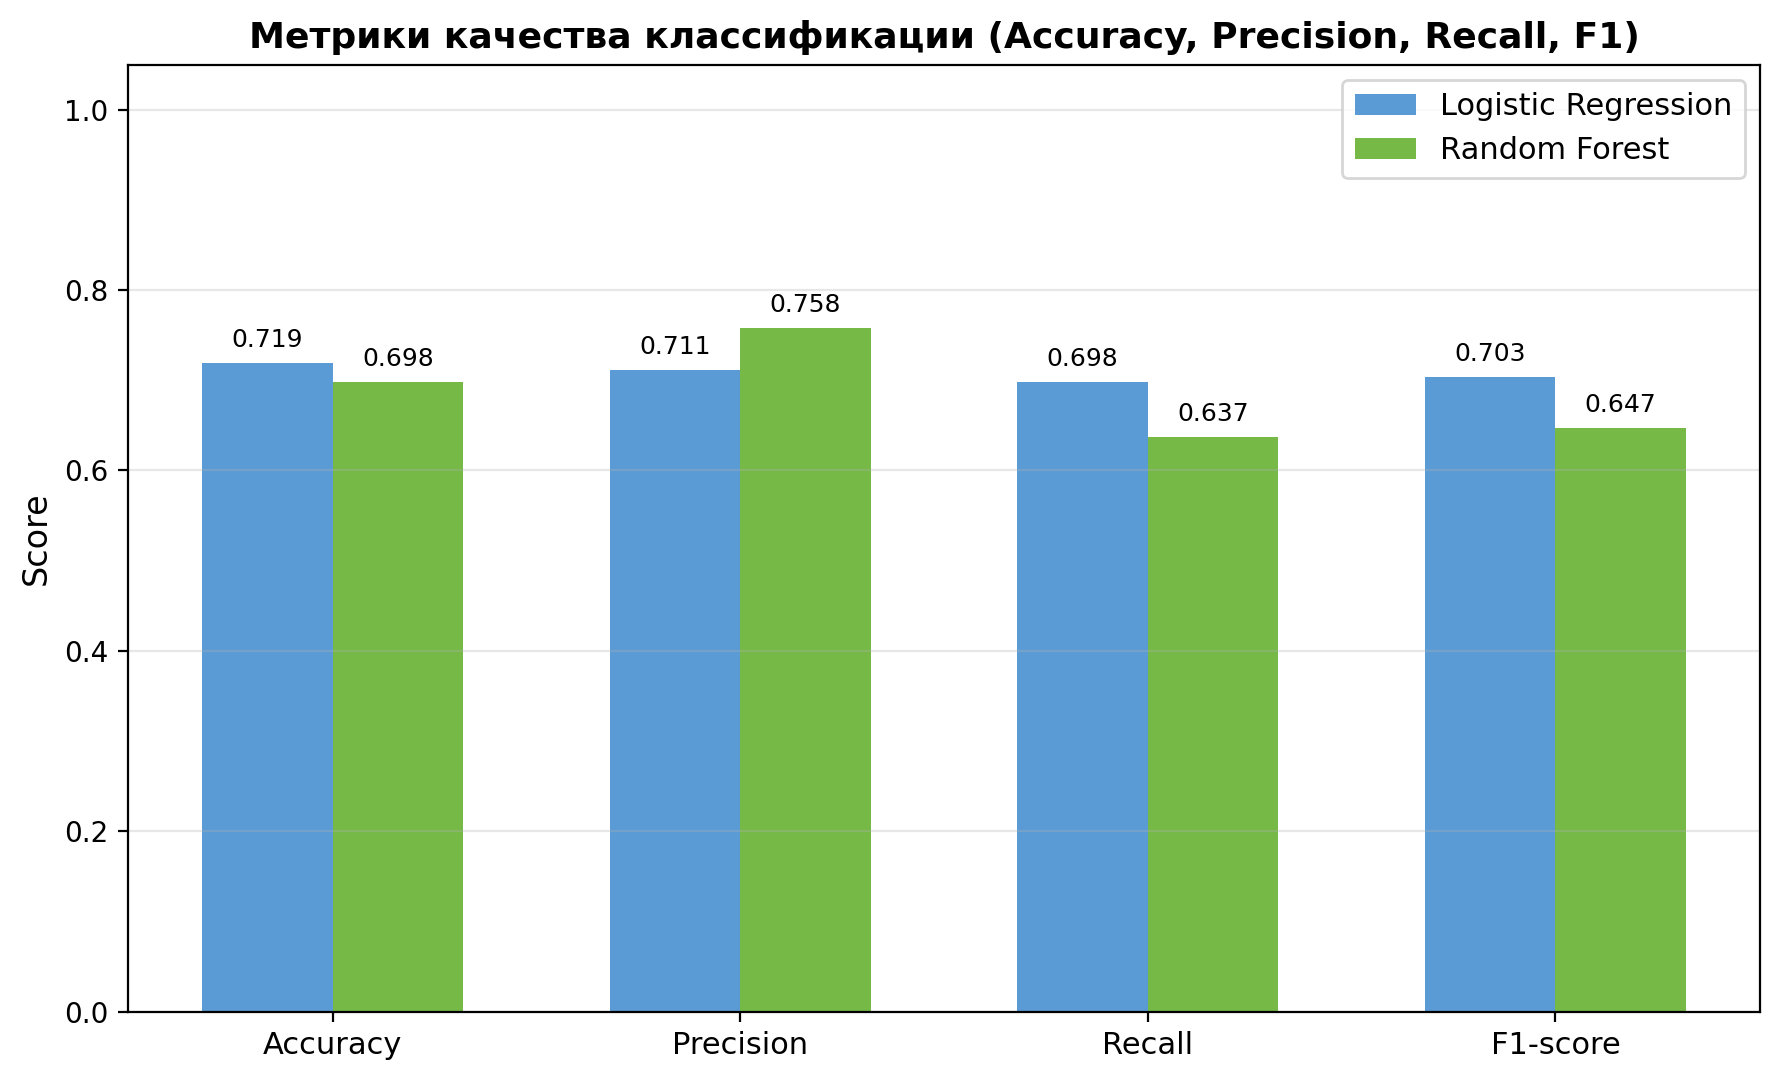 Метрики качества классификации (Accuracy, Precision, Recall, F1)
Logistic Regression
Random Forest
Score
1.0
0.8
0.6
0.4
0.2
0.0
0.719
0.698
0.711
0.758
0.698
0.637
0.703
0.647
Accuracy
Precision
Recall
F1-score